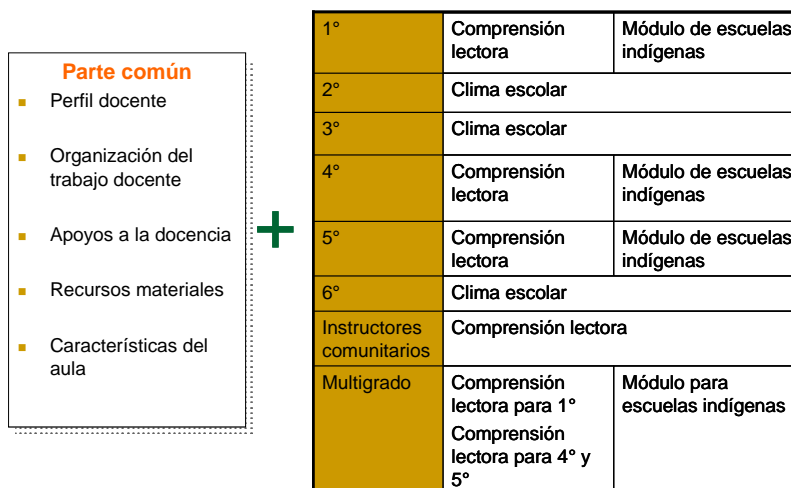 Parte común
Perfil docente
Organización del
trabajo docente
Apoyos a la docencia
Recursos materiales
Características del
aula
+
1°
Comprensión
lectora
Módulo de escuelas
indígenas
2°
Clima escolar
3°
Clima escolar
4°
Comprensión
lectora
Módulo de escuelas
indígenas
5°
Comprensión
lectora
Módulo de escuelas
indígenas
6°
Clima escolar
Instructores
comunitarios
Comprensión lectora
Multigrado
Comprensión
lectora para 1°
Comprensión
lectora para 4° y
5°
Módulo para
escuelas indígenas